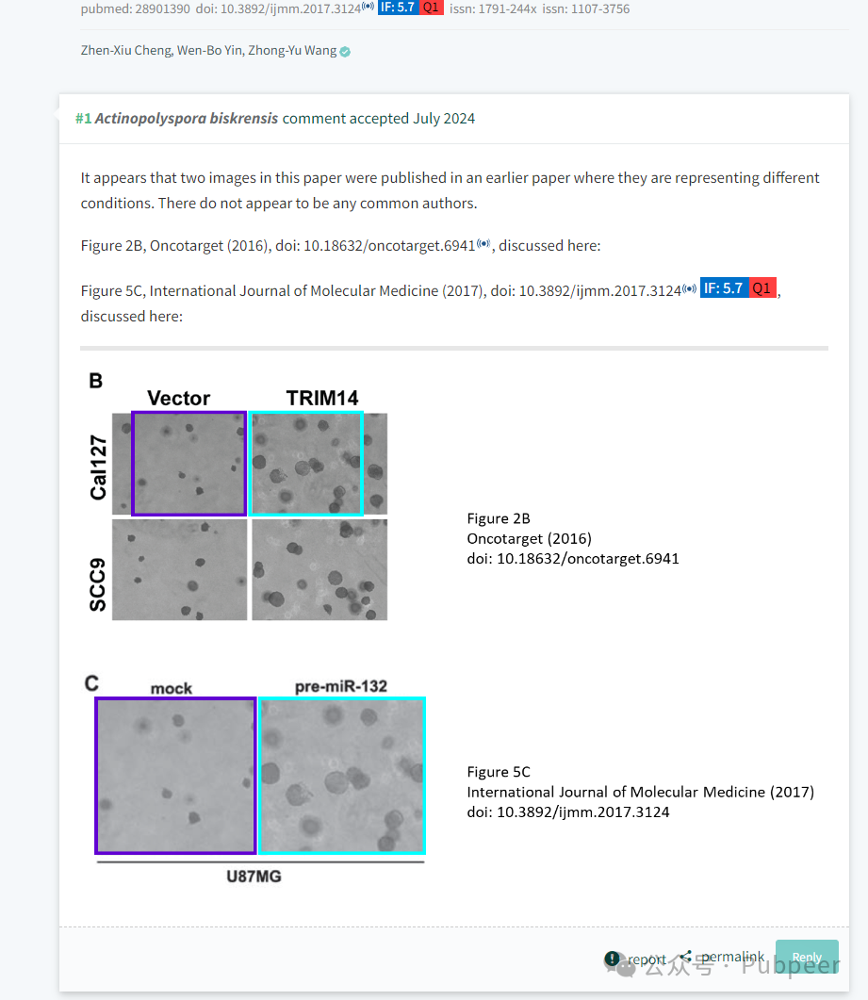 pubmed: 28901390 doi: 10.3892/ijmm.2017.3124 IF: 5.7 Q1 issn: 1791-244x issn: 1107-3756
Zhen-Xiu Cheng, Wen-Bo Yin, Zhong-Yu Wang
#1 Actinopolyspora biskrensis comment accepted July 2024
It appears that two images in this paper were published in an earlier paper where they are representing different
conditions. There do not appear to be any common authors.
Figure 2B, Oncotarget (2016), doi: 10.18632/oncotarget.6941, discussed here:
Figure 5C, International Journal of Molecular Medicine (2017), doi: 10.3892/ijmm.2017.3124 IF: 5.7 Q1,
discussed here:
B
Vector TRIM14
Cal127
SCC9
Figure 2B
Oncotarget (2016)
doi: 10.18632/oncotarget.6941
C
mock pre-miR-132
U87MG
Figure 5C
International Journal of Molecular Medicine (2017)
doi: 10.3892/ijmm.2017.3124
report permalink Reply
公众号 · Pubpeer